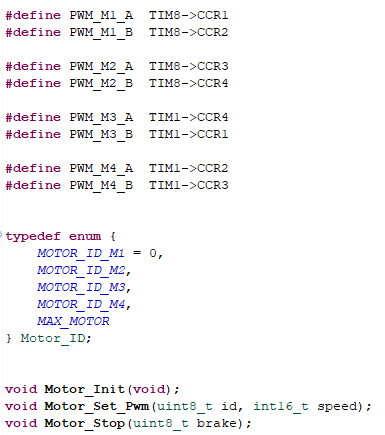 #define PWM_M1_A  TIM8->CCR1
#define PWM_M1_B  TIM8->CCR2
#define PWM_M2_A  TIM8->CCR3
#define PWM_M2_B  TIM8->CCR4
#define PWM_M3_A  TIM1->CCR4
#define PWM_M3_B  TIM1->CCR1
#define PWM_M4_A  TIM1->CCR2
#define PWM_M4_B  TIM1->CCR3
typedef enum {
    MOTOR_ID_M1 = 0,
    MOTOR_ID_M2,
    MOTOR_ID_M3,
    MOTOR_ID_M4,
    MAX_MOTOR
} Motor_ID;
void Motor_Init(void);
void Motor_Set_Pwm(uint8_t id, int16_t speed);
void Motor_Stop(uint8_t brake);